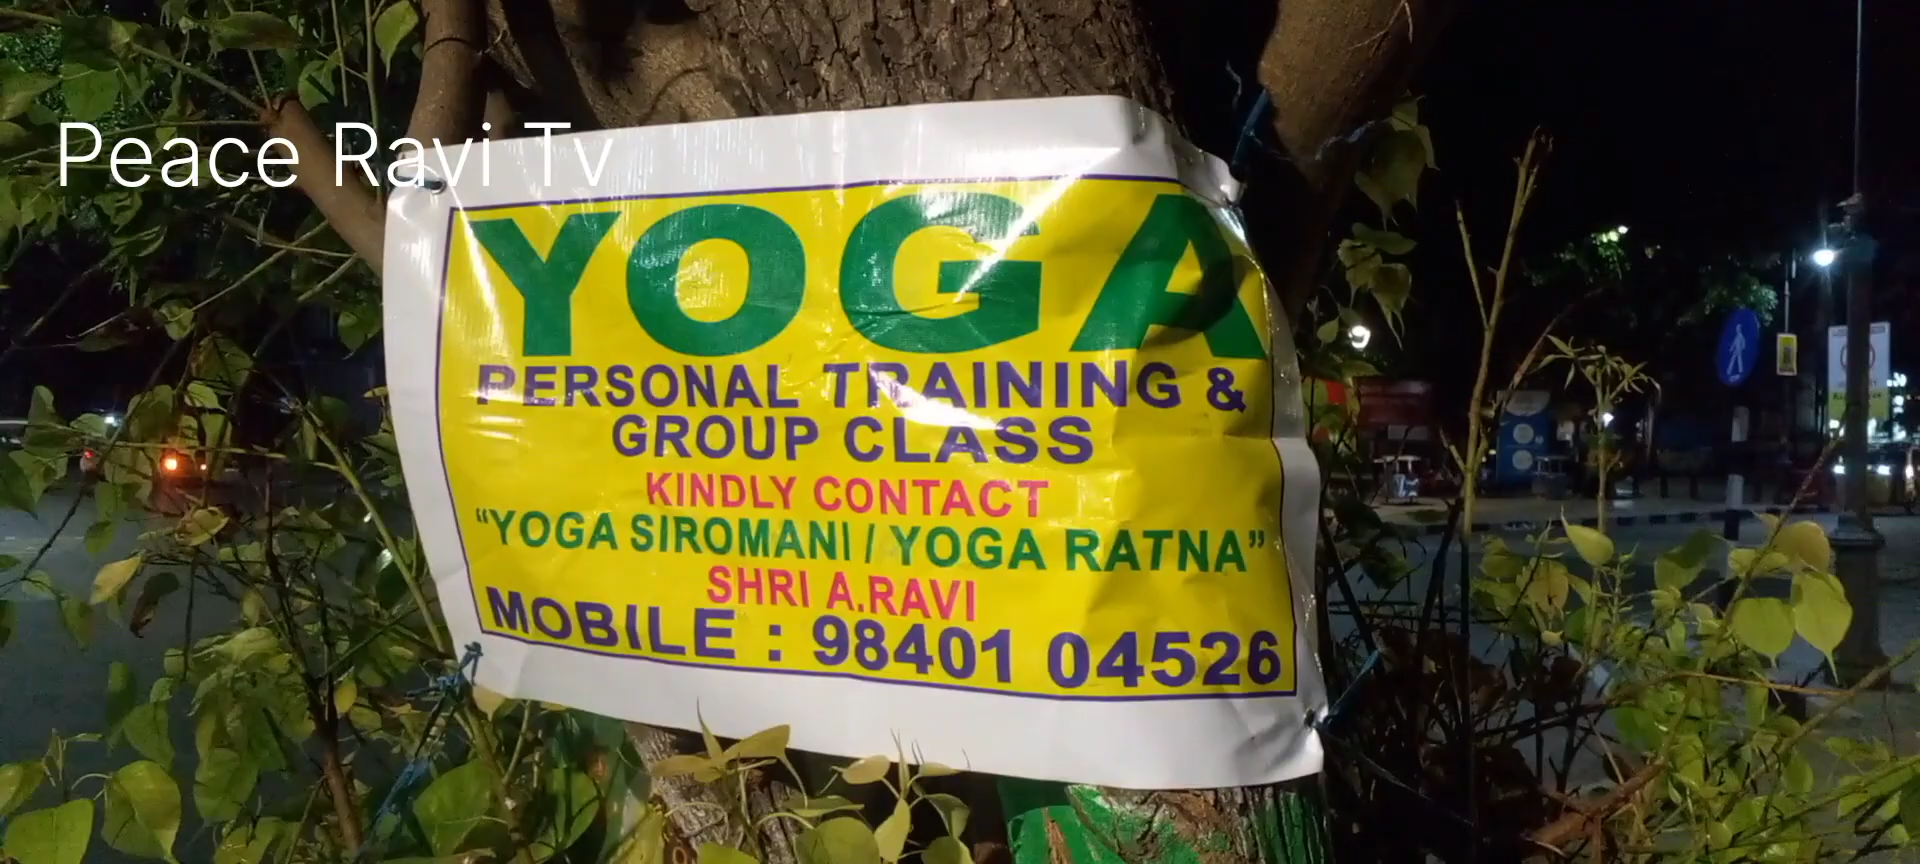 Peace Ravi Tv
YOGA
PERSONAL TRAINING &
GROUP CLASS
KINDLY CONTACT
“YOGA SIROMANI / YOGA RATNA”
SHRI A.RAVI
MOBILE : 98401 04526